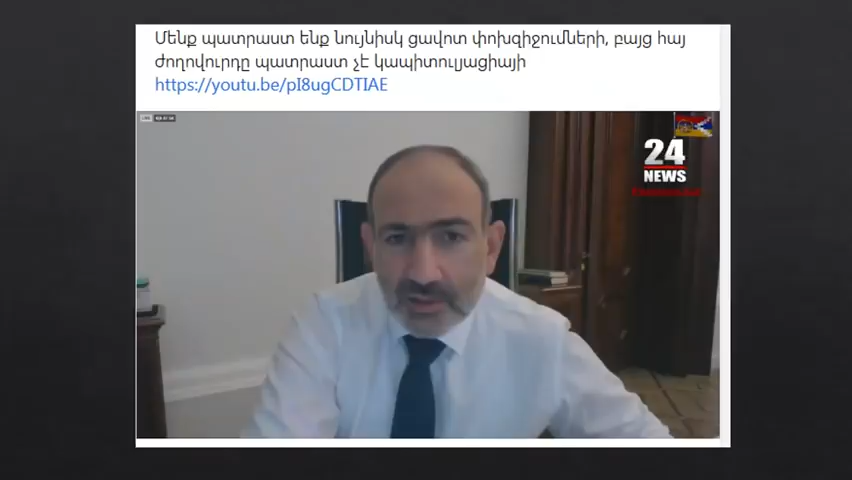 Մենք պատրաստ ենք նույնիսկ ցավոտ փոխզիջումների, բայց հայ
ժողովուրդը պատրաստ չէ կապիտուլյացիայի
https://youtu.be/pI8ugCDTIAE
24
NEWS